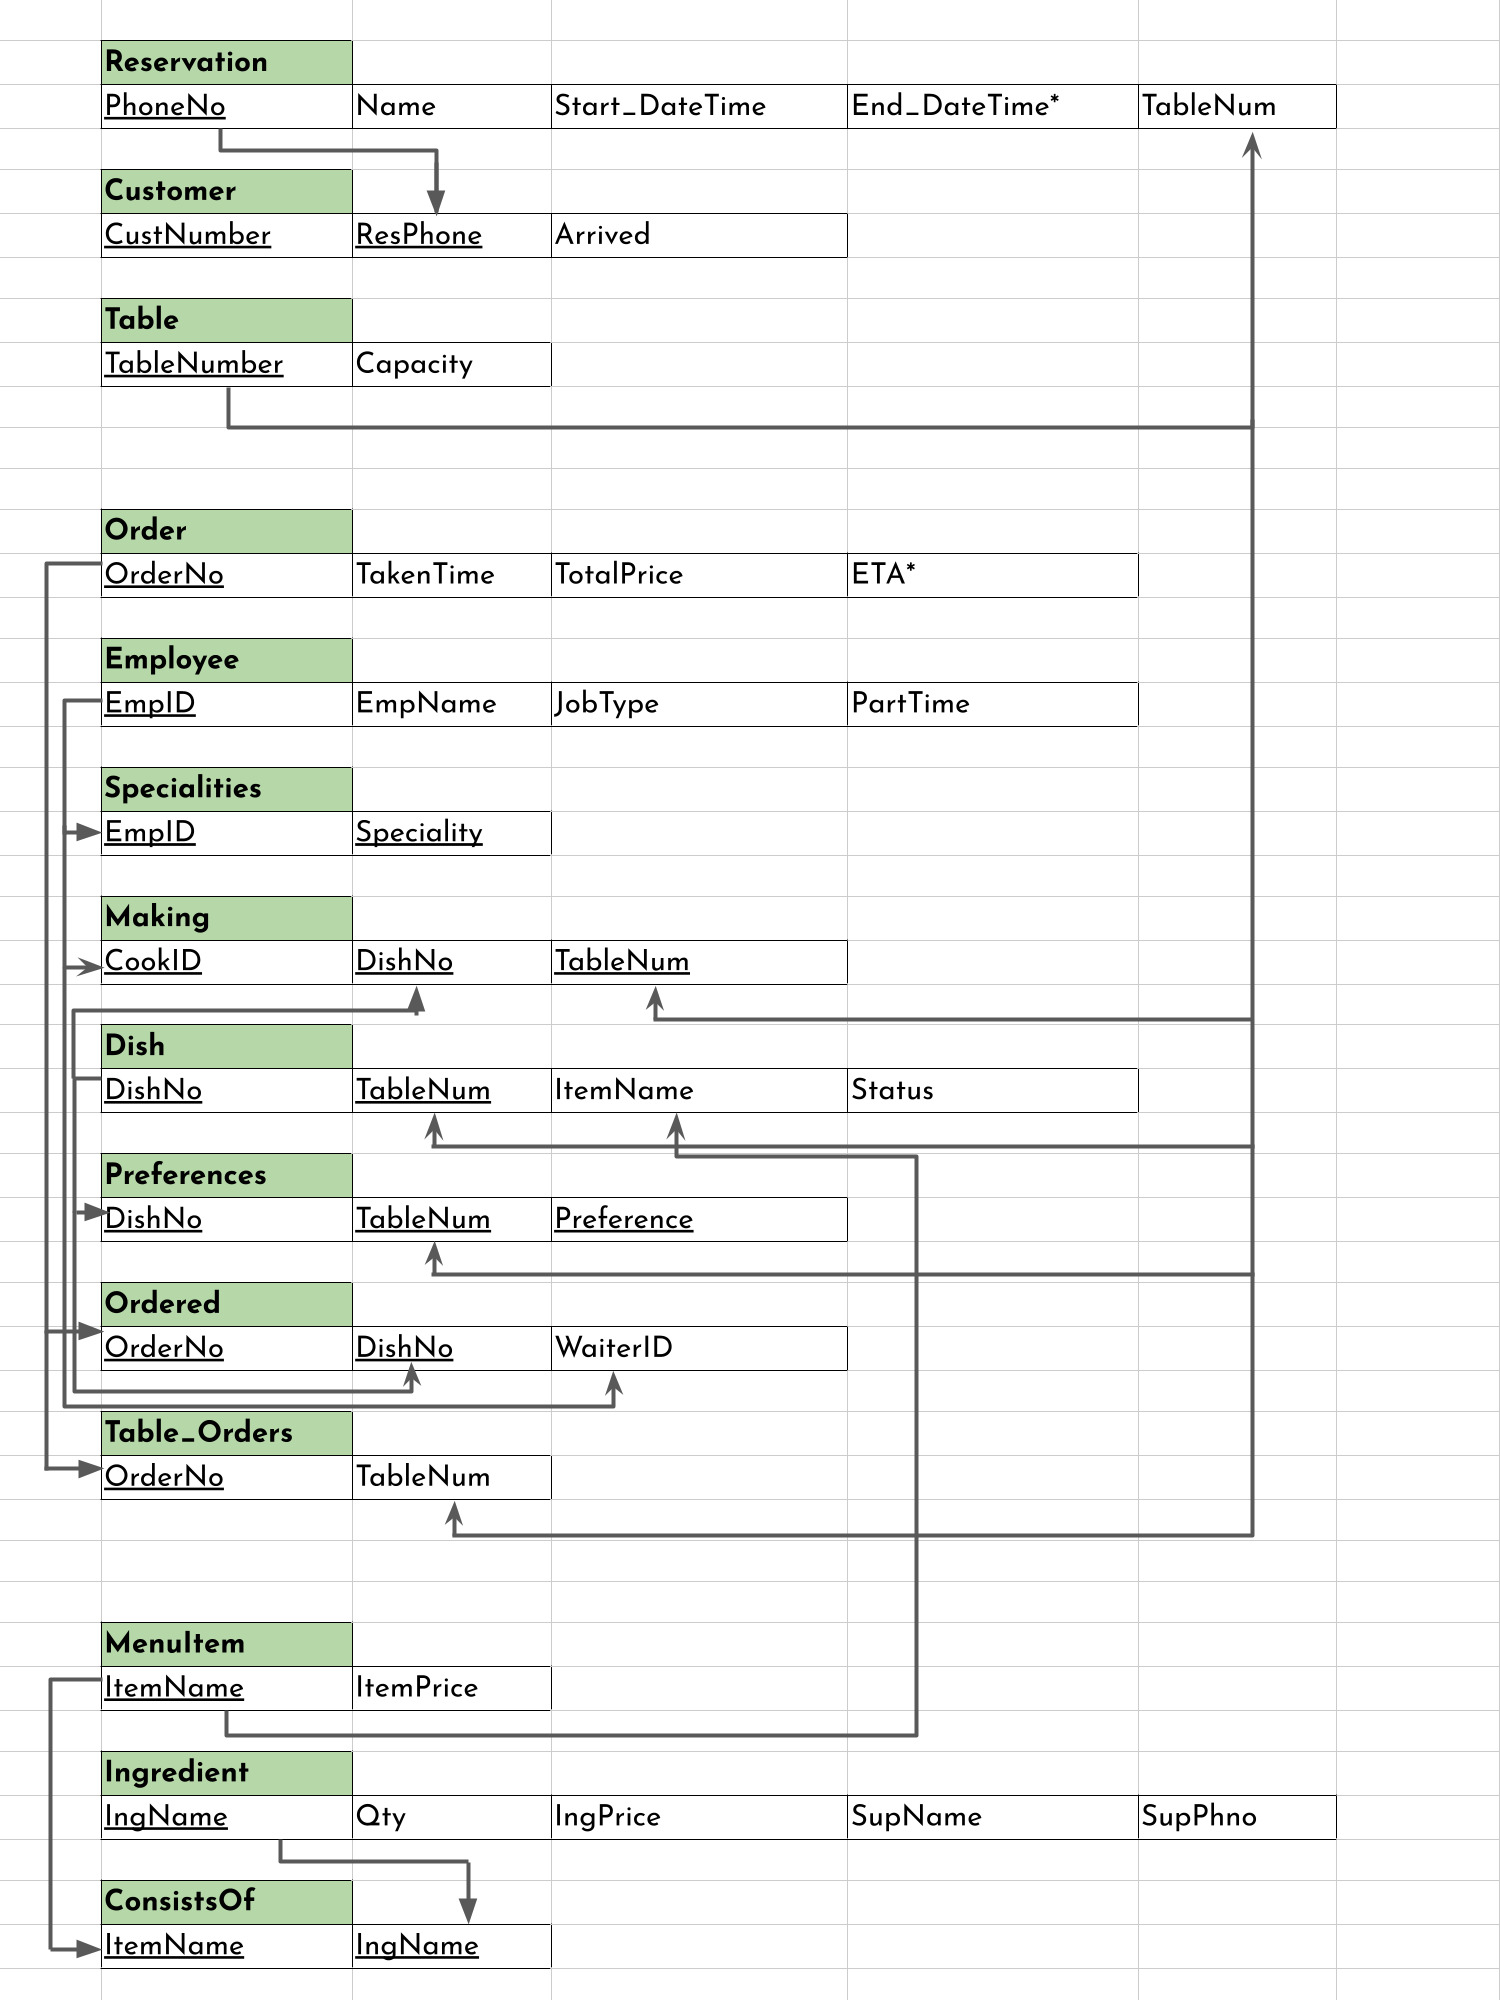 Reservation
PhoneNo Name Start_DateTime End_DateTime* TableNum
Customer
CustNumber ResPhone Arrived
Table
TableNumber Capacity
Order
OrderNo TakenTime TotalPrice ETA*
Employee
EmpID EmpName JobType PartTime
Specialities
EmpID Speciality
Making
CookID DishNo TableNum
Dish
DishNo TableNum ItemName Status
Preferences
DishNo TableNum Preference
Ordered
OrderNo DishNo WaiterID
Table_Orders
OrderNo TableNum
MenuItem
ItemName ItemPrice
Ingredient
IngName Qty IngPrice SupName SupPhno
ConsistsOf
ItemName IngName